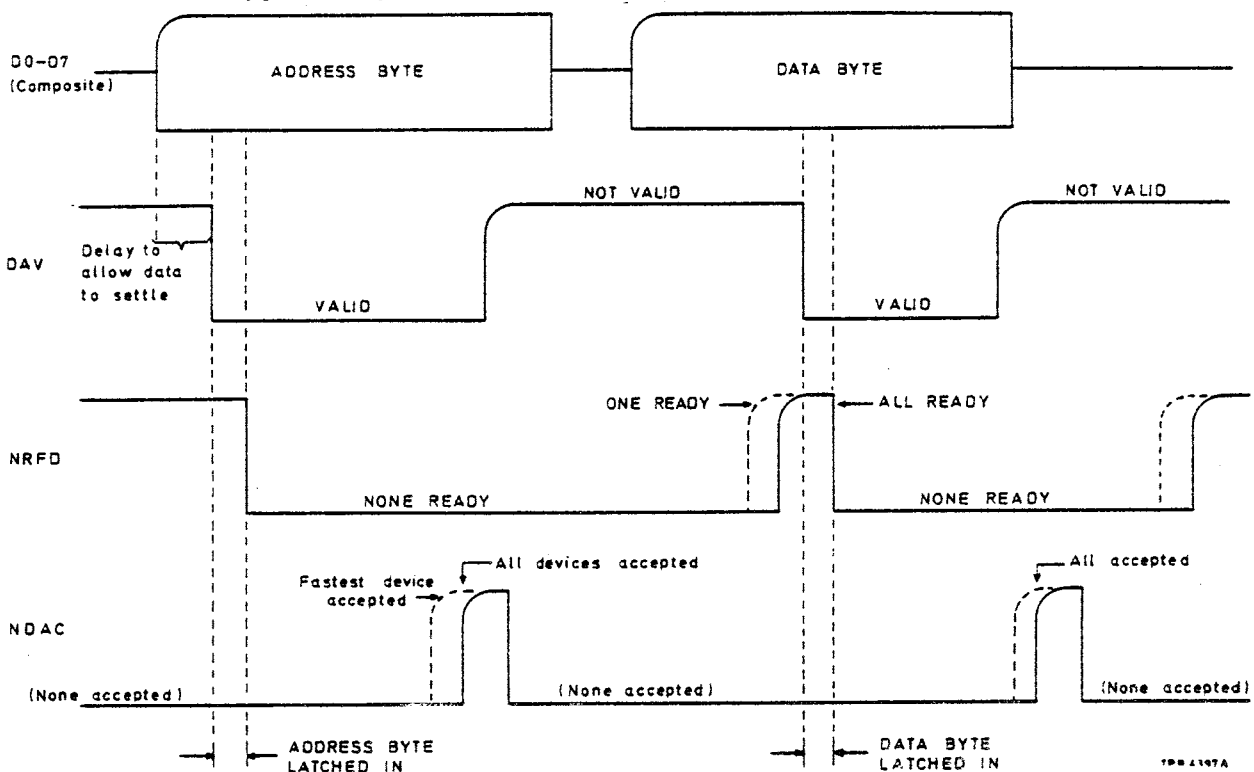 D0-D7
(Composite)
ADDRESS BYTE
DATA BYTE
DAV
Delay to
allow data
to settle
VALID
NOT VALID
VALID
NOT VALID
NRFD
NONE READY
ONE READY
ALL READY
NONE READY
NDAC
(None accepted)
Fastest device
accepted
All devices accepted
(None accepted)
All accepted
(None accepted)
ADDRESS BYTE
LATCHED IN
DATA BYTE
LATCHED IN